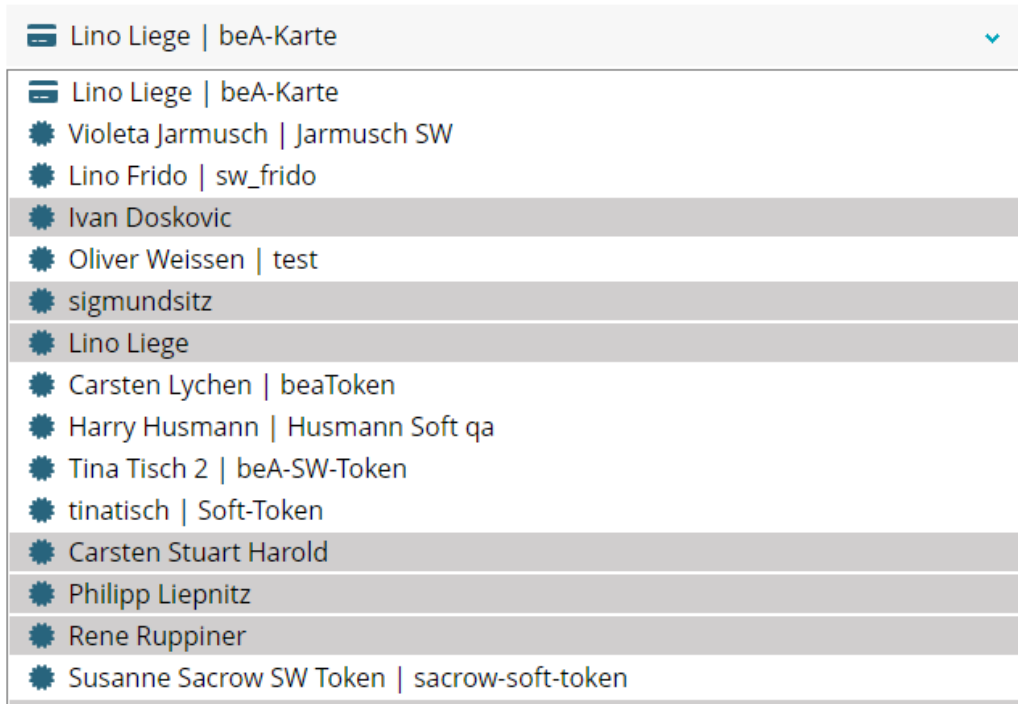 Lino Liege | beA-Karte
Lino Liege | beA-Karte
Violeta Jarmusch | Jarmusch SW
Lino Frido | sw_frido
Ivan Doskovic
Oliver Weissen | test
sigmundsitz
Lino Liege
Carsten Lychen | beaToken
Harry Husmann | Husmann Soft qa
Tina Tisch 2 | beA-SW-Token
tinatisch | Soft-Token
Carsten Stuart Harold
Philipp Liepnitz
Rene Ruppiner
Susanne Sacrow SW Token | sacrow-soft-token